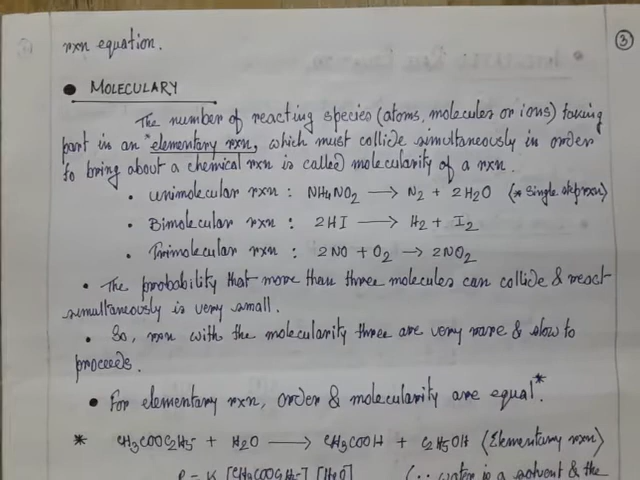 rxn equation.
③
● MOLECULARY
The number of reacting species (atoms, molecules or ions) taking
part in an *elementary rxn, which must collide simultaneously in order
to bring about a chemical rxn is called molecularity of a rxn.
• Unimolecular rxn : NH4NO2 ⟶ N2 + 2H2O (* Single step rxn)
• Bimolecular rxn : 2HI ⟶ H2 + I2
• Trimolecular rxn : 2NO + O2 → 2NO2
• The probability that more than three molecules can collide & react
simultaneously is very small.
• So, rxn with the molecularity three are very rare & slow to
proceeds.
• For elementary rxn, order & molecularity are equal*.
* CH3COOC2H5 + H2O ⟶ CH3COOH + C2H5OH (Elementary rxn)
(∵ water is a solvent & the